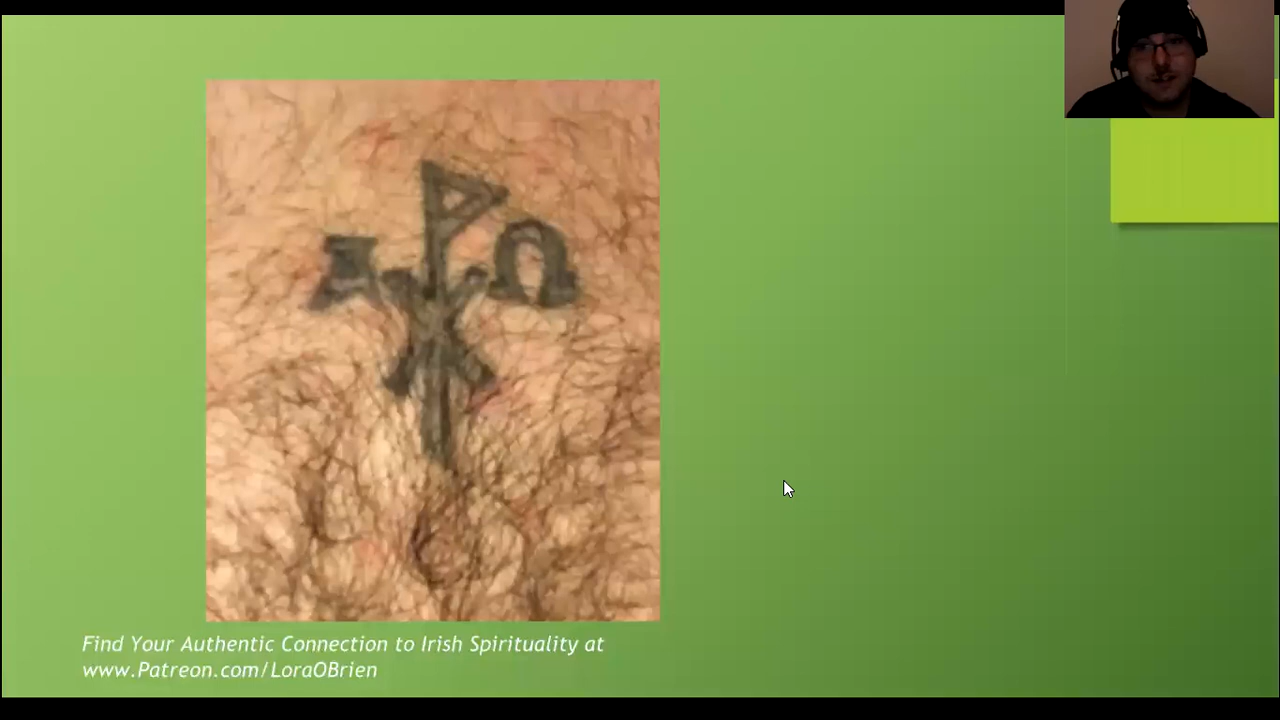 Α Ω
Find Your Authentic Connection to Irish Spirituality at
www.Patreon.com/LoraOBrien